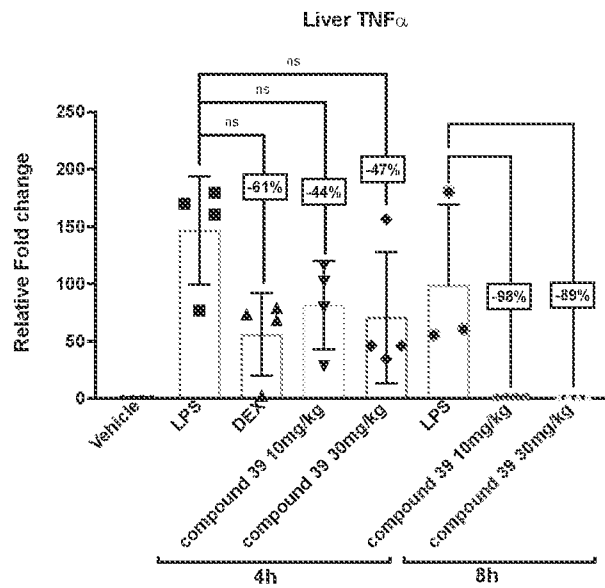 Liver TNFα
ns
ns
ns
Relative Fold change
250
200
150
100
50
0
-61%
-44%
-47%
-98%
-89%
Vehicle
LPS
DEX
compound 39 10mg/kg
compound 39 30mg/kg
LPS
compound 39 10mg/kg
compound 39 30mg/kg
4h
8h